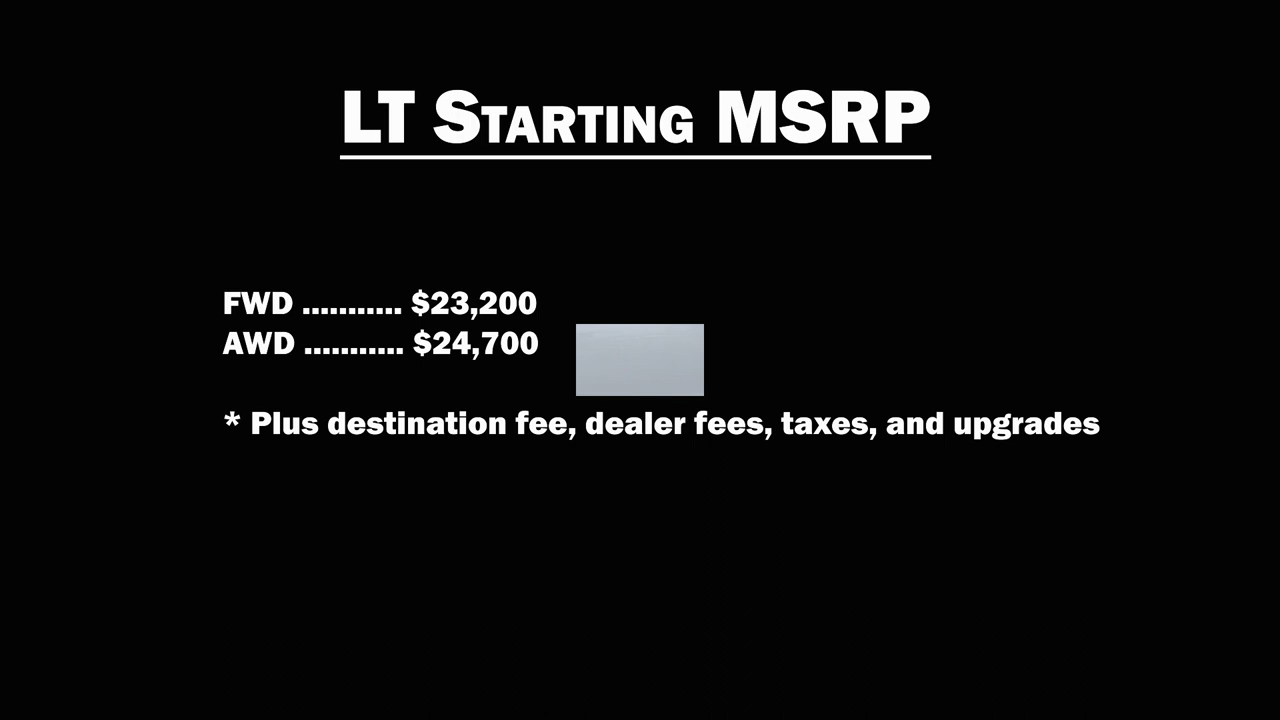 LT STARTING MSRP
FWD ........... $23,200
AWD ........... $24,700
* Plus destination fee, dealer fees, taxes, and upgrades